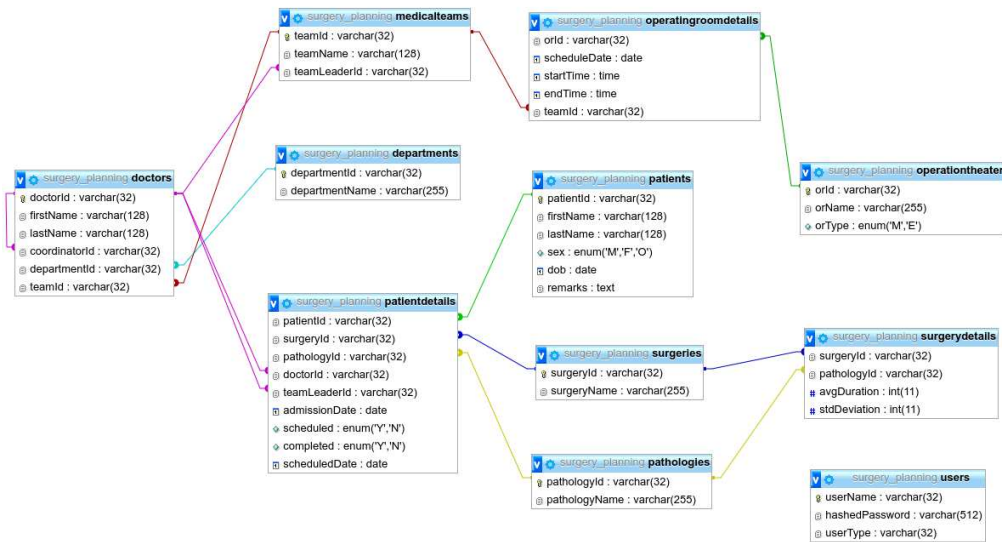 surgery_planning medicalteams
teamId : varchar(32)
teamName : varchar(128)
teamLeaderId : varchar(32)
surgery_planning operatingroomdetails
orId : varchar(32)
scheduleDate : date
startTime : time
endTime : time
teamId : varchar(32)
surgery_planning departments
departmentId : varchar(32)
departmentName : varchar(255)
surgery_planning doctors
doctorId : varchar(32)
firstName : varchar(128)
lastName : varchar(128)
coordinatorId : varchar(32)
departmentId : varchar(32)
teamId : varchar(32)
surgery_planning patients
patientId : varchar(32)
firstName : varchar(128)
lastName : varchar(128)
sex : enum('M','F','O')
dob : date
remarks : text
surgery_planning operationtheater
orId : varchar(32)
orName : varchar(255)
orType : enum('M','E')
surgery_planning patientdetails
patientId : varchar(32)
surgeryId : varchar(32)
pathologyId : varchar(32)
doctorId : varchar(32)
teamLeaderId : varchar(32)
admissionDate : date
scheduled : enum('Y','N')
completed : enum('Y','N')
scheduledDate : date
surgery_planning surgeries
surgeryId : varchar(32)
surgeryName : varchar(255)
surgery_planning surgerydetails
surgeryId : varchar(32)
pathologyId : varchar(32)
# avgDuration : int(11)
# stdDeviation : int(11)
surgery_planning pathologies
pathologyId : varchar(32)
pathologyName : varchar(255)
surgery_planning users
userName : varchar(32)
hashedPassword : varchar(512)
userType : varchar(32)